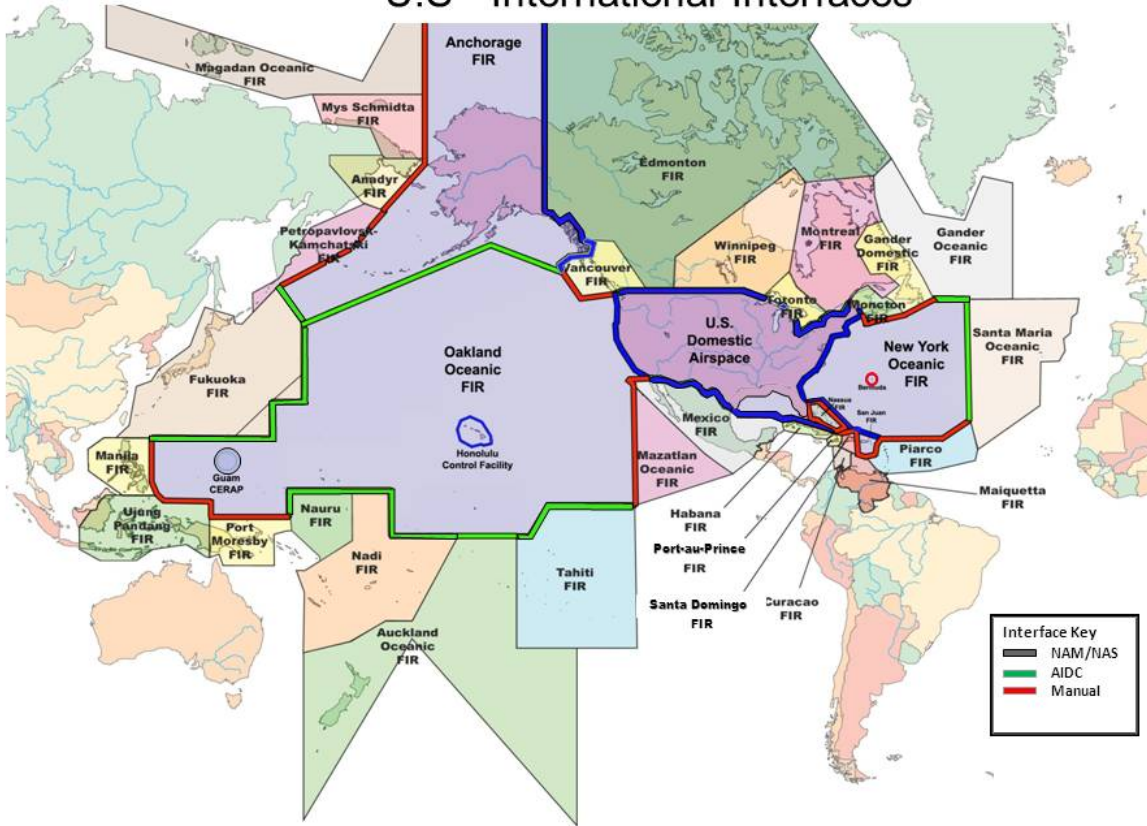 U.S - International Interfaces
Anchorage
FIR
Magadan Oceanic
FIR
Mys Schmidta
FIR
Anadyr
FIR
Edmonton
FIR
Petropavlovsk-
Kamchatski
FIR
Vancouver
FIR
Winnipeg
FIR
Montreal
FIR
Gander
Domestic
FIR
Gander
Oceanic
FIR
Toronto
FIR
Moncton
FIR
U.S.
Domestic
Airspace
New York
Oceanic
FIR
Santa Maria
Oceanic
FIR
Oakland
Oceanic
FIR
Fukuoka
FIR
Bermuda
Nassua
FIR
San Juan
FIR
Mexico
FIR
Honolulu
Control Facility
Manila
FIR
Guam
CERAP
Mazatlan
Oceanic
FIR
Piarco
FIR
Maiquetta
FIR
Ujung
Pandang
FIR
Port
Moresby
FIR
Nauru
FIR
Habana
FIR
Port-au-Prince
FIR
Nadi
FIR
Tahiti
FIR
Santa Domingo
FIR
Curacao
FIR
Auckland
Oceanic
FIR
Interface Key
NAM/NAS
AIDC
Manual